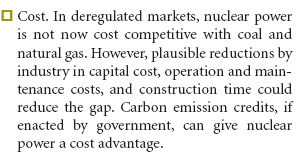 Cost. In deregulated markets, nuclear power
is not now cost competitive with coal and
natural gas. However, plausible reductions by
industry in capital cost, operation and main-
tenance costs, and construction time could
reduce the gap. Carbon emission credits, if
enacted by government, can give nuclear
power a cost advantage.